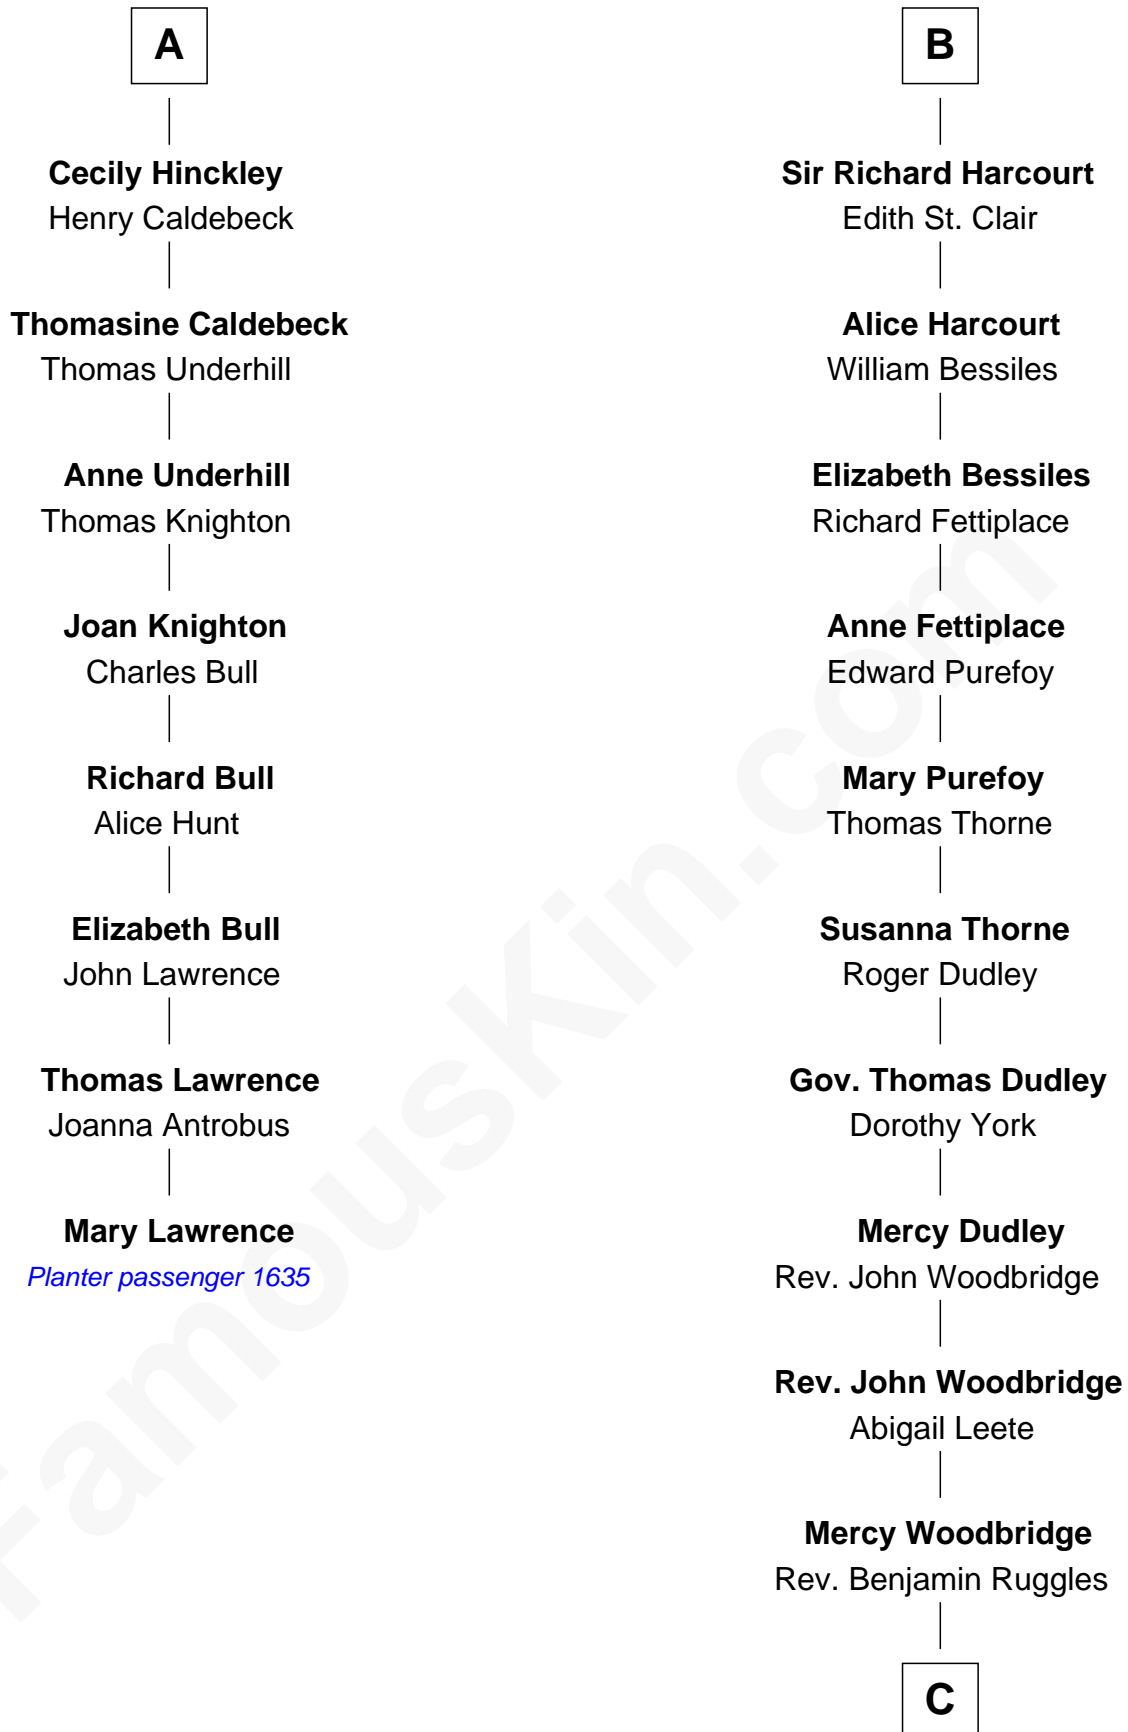 A
Cecily Hinckley
Henry Caldebeck
Thomasine Caldebeck
Thomas Underhill
Anne Underhill
Thomas Knighton
Joan Knighton
Charles Bull
Richard Bull
Alice Hunt
Elizabeth Bull
John Lawrence
Thomas Lawrence
Joanna Antrobus
Mary Lawrence
Planter passenger 1635
B
Sir Richard Harcourt
Edith St. Clair
Alice Harcourt
William Bessiles
Elizabeth Bessiles
Richard Fettiplace
Anne Fettiplace
Edward Purefoy
Mary Purefoy
Thomas Thorne
Susanna Thorne
Roger Dudley
Gov. Thomas Dudley
Dorothy York
Mercy Dudley
Rev. John Woodbridge
Rev. John Woodbridge
Abigail Leete
Mercy Woodbridge
Rev. Benjamin Ruggles
C
FamousKin.com